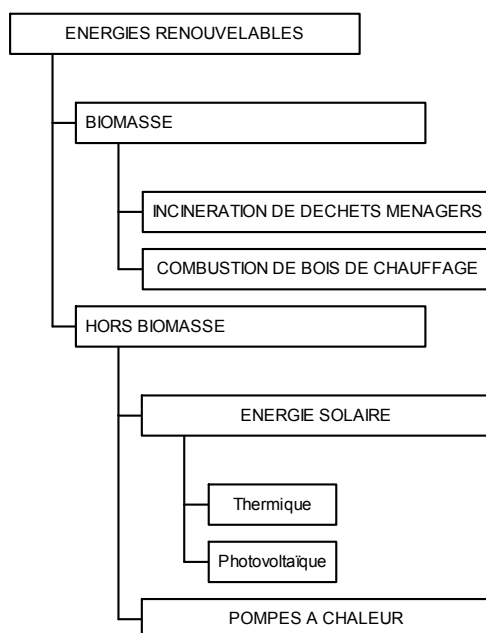 ENERGIES RENOUVELABLES
BIOMASSE
INCINERATION DE DECHETS MENAGERS
COMBUSTION DE BOIS DE CHAUFFAGE
HORS BIOMASSE
ENERGIE SOLAIRE
Thermique
Photovoltaïque
POMPES A CHALEUR